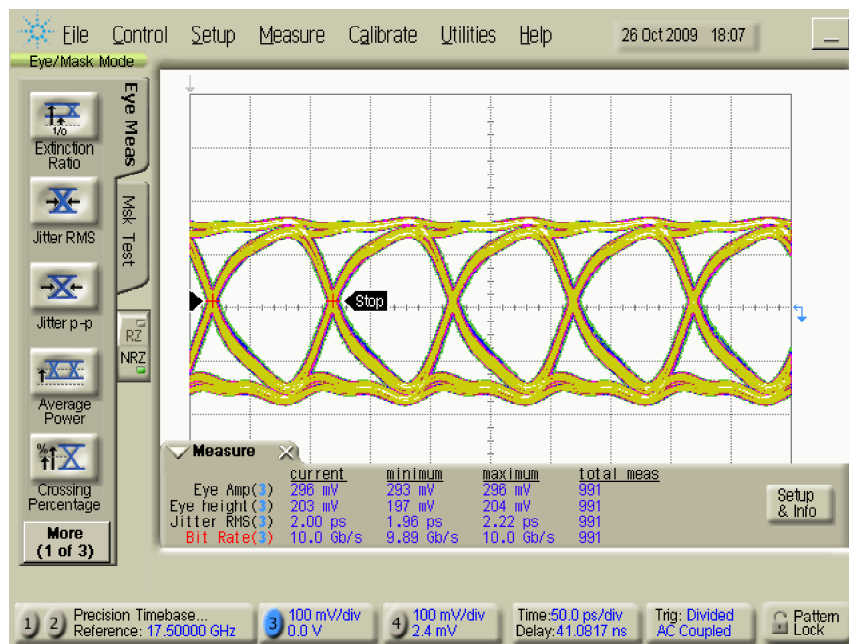 File Control Setup Measure Calibrate Utilities Help 26 Oct 2009 18:07
Eye/Mask Mode
Eye Meas
Msk Test
1/0
Extinction
Ratio
Jitter RMS
Jitter p-p
RZ
NRZ
Average
Power
%
Crossing
Percentage
More
(1 of 3)
Stop
Measure
current minimum maximum total meas
Eye Amp(3) 296 mV 293 mV 296 mV 991
Eye height(3) 203 mV 197 mV 204 mV 991
Jitter RMS(3) 2.00 ps 1.96 ps 2.22 ps 991
Bit Rate(3) 10.0 Gb/s 9.89 Gb/s 10.0 Gb/s 991
Setup
& Info
1 2 Precision Timebase...
Reference: 17.50000 GHz
3 100 mV/div
0.0 V
4 100 mV/div
2.4 mV
Time:50.0 ps/div
Delay:41.0817 ns
Trig: Divided
AC Coupled
Pattern
Lock